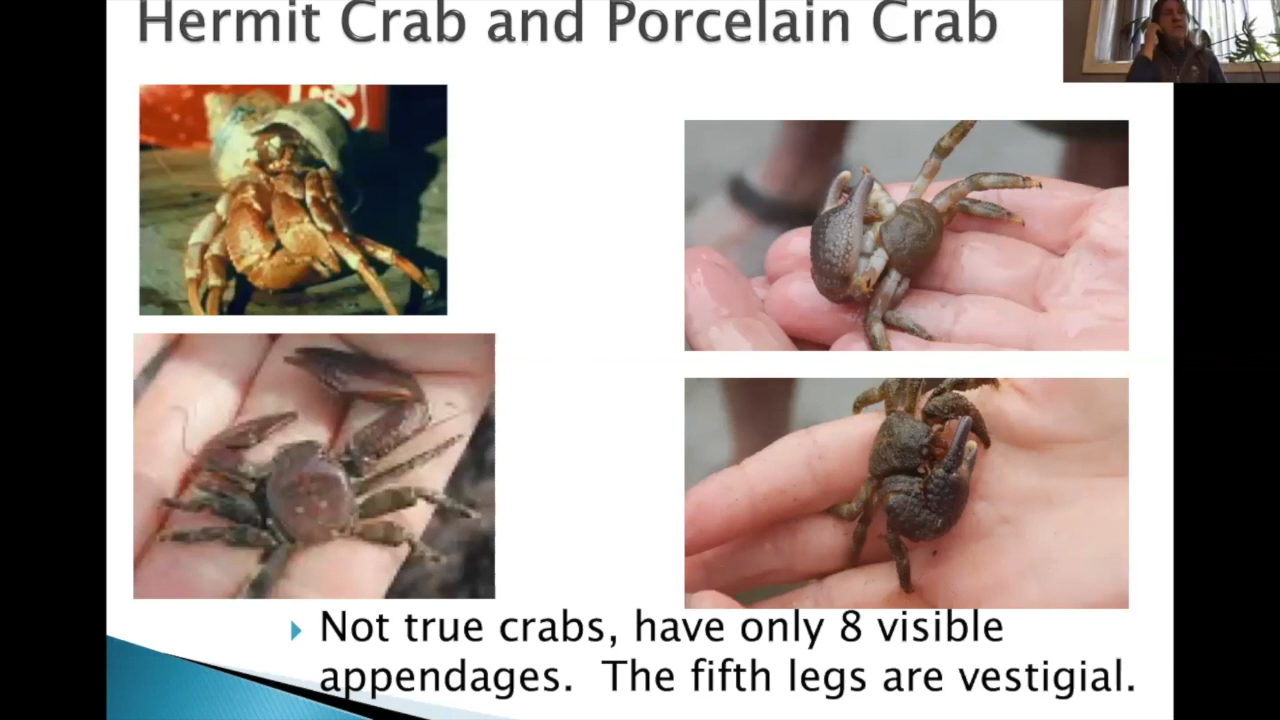 Hermit Crab and Porcelain Crab
Not true crabs, have only 8 visible
appendages. The fifth legs are vestigial.